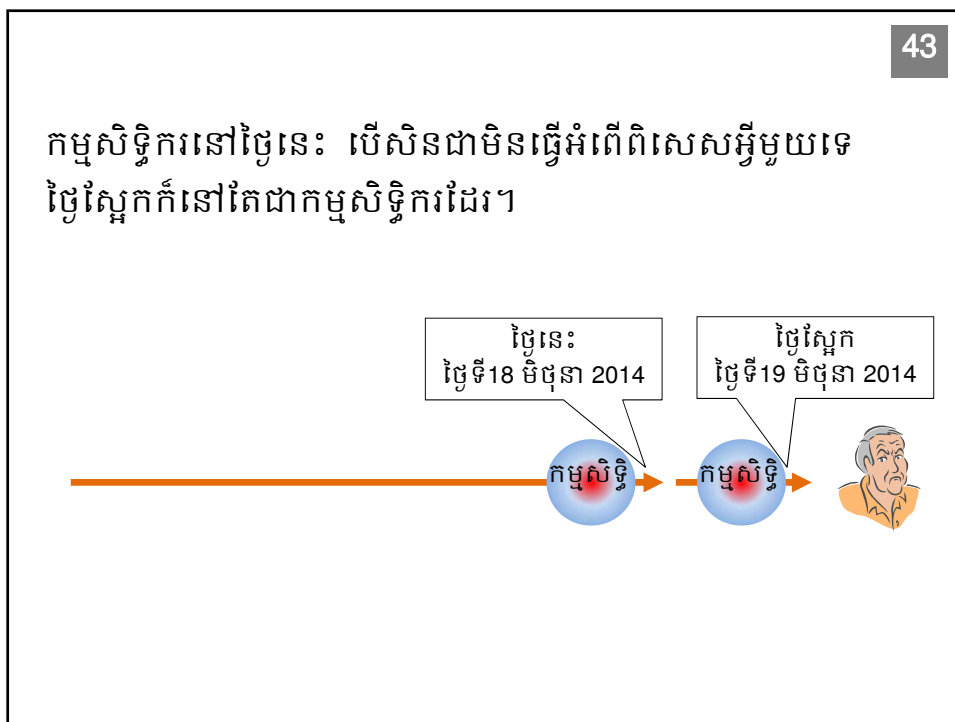 43
កម្មសិទ្ធិករនៅថ្ងៃនេះ បើសិនជាមិនធ្វើអំពើពិសេសអ្វីមួយទេ
ថ្ងៃស្អែកក៏នៅតែជាកម្មសិទ្ធិករដែរ។
ថ្ងៃនេះ
ថ្ងៃទី18 មិថុនា 2014
ថ្ងៃស្អែក
ថ្ងៃទី19 មិថុនា 2014
កម្មសិទ្ធិ
កម្មសិទ្ធិ